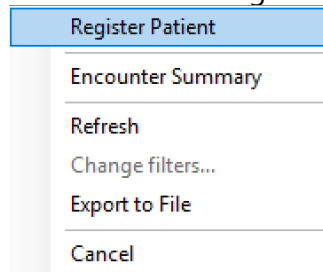 Register Patient
Encounter Summary
Refresh
Change filters...
Export to File
Cancel